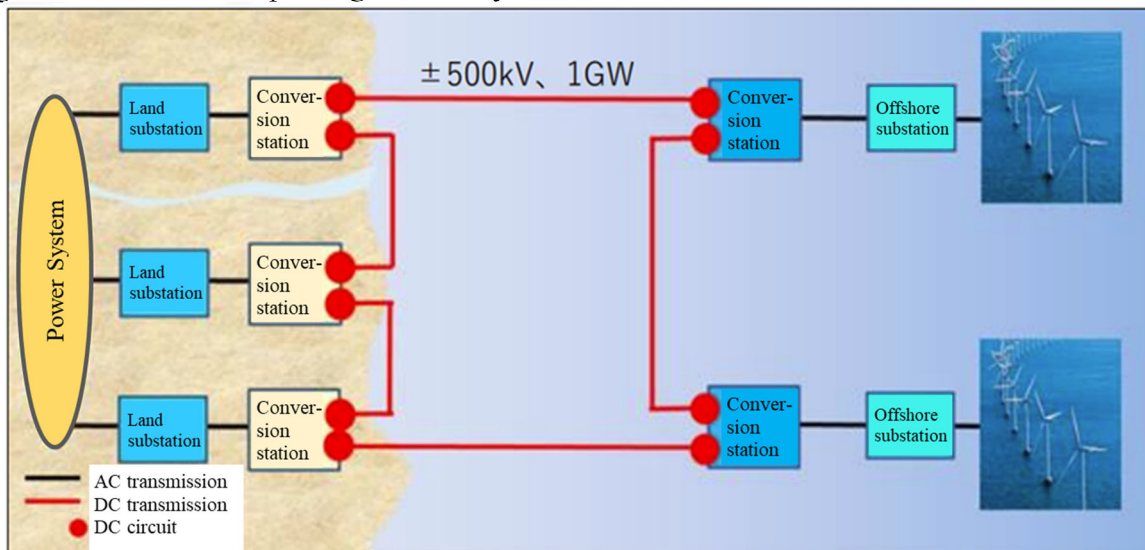 ±500kV、1GW
Land
substation
Conver-
sion
station
Conver-
sion
station
Offshore
substation
Power System
Land
substation
Conver-
sion
station
Land
substation
Conver-
sion
station
Conver-
sion
station
Offshore
substation
AC transmission
DC transmission
DC circuit